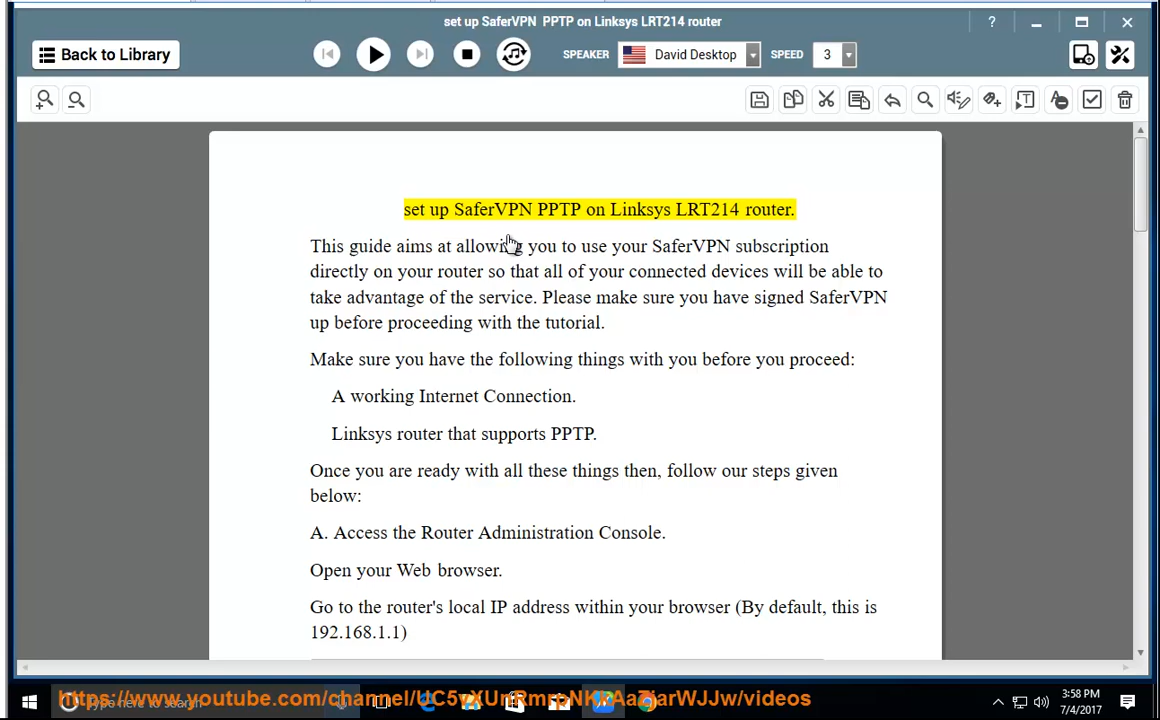 set up SaferVPN PPTP on Linksys LRT214 router
Back to Library
SPEAKER David Desktop SPEED 3
set up SaferVPN PPTP on Linksys LRT214 router.
This guide aims at allowing you to use your SaferVPN subscription
directly on your router so that all of your connected devices will be able to
take advantage of the service. Please make sure you have signed SaferVPN
up before proceeding with the tutorial.
Make sure you have the following things with you before you proceed:
A working Internet Connection.
Linksys router that supports PPTP.
Once you are ready with all these things then, follow our steps given
below:
A. Access the Router Administration Console.
Open your Web browser.
Go to the router's local IP address within your browser (By default, this is
192.168.1.1)
Type here to search
3:58 PM
7/4/2017